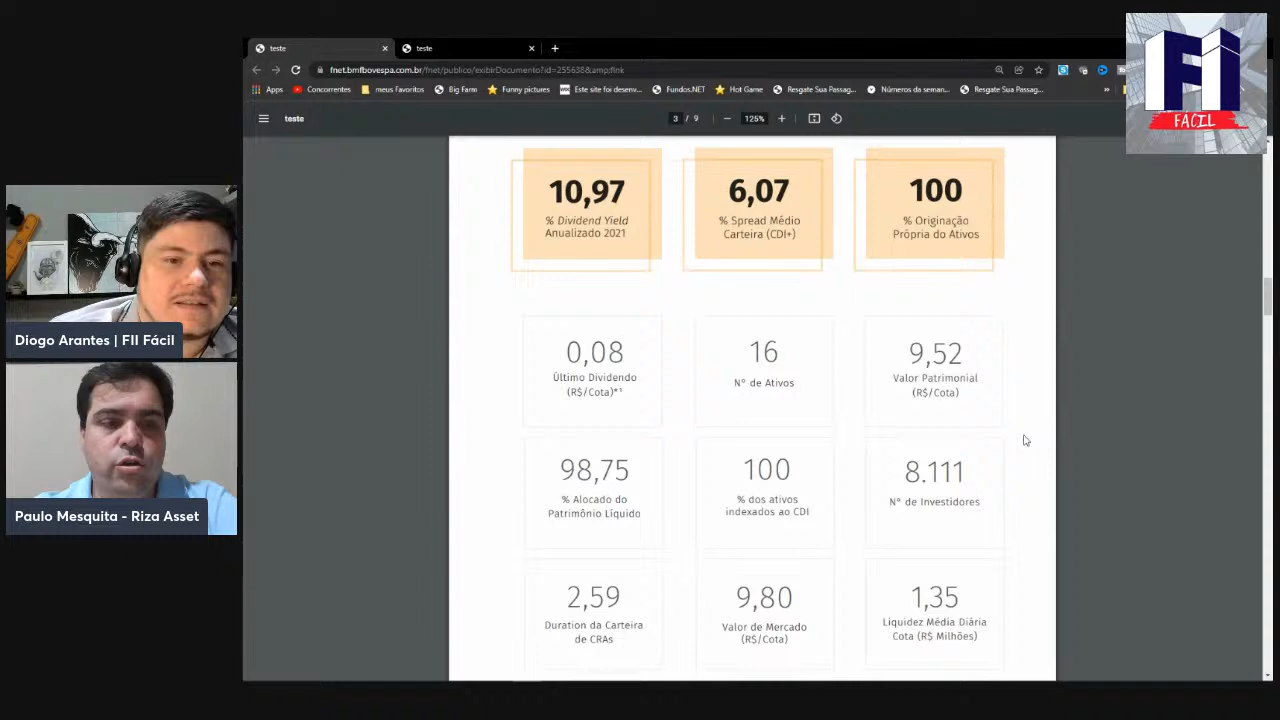 teste
teste
fnet.bmfbovespa.com.br/fnet/publico/exibirDocumento?id=255638&amp;flnk
Apps
Concorrentes
meus Favoritos
Big Farm
Funny pictures
WIX
Este site foi desenv...
Fundos.NET
Hot Game
Resgate Sua Passag...
Números da seman...
Resgate Sua Passag...
»
teste
3 / 9
125%
FI
FÁCIL
10,97
% Dividend Yield
Anualizado 2021
6,07
% Spread Médio
Carteira (CDI+)
100
% Originação
Própria do Ativos
0,08
Último Dividendo
(R$/Cota)*¹
16
N° de Ativos
9,52
Valor Patrimonial
(R$/Cota)
98,75
% Alocado do
Patrimônio Líquido
100
% dos ativos
indexados ao CDI
8.111
N° de Investidores
2,59
Duration da Carteira
de CRAs
9,80
Valor de Mercado
(R$/Cota)
1,35
Liquidez Média Diária
Cota (R$ Milhões)
Diogo Arantes | FII Fácil
Paulo Mesquita - Riza Asset